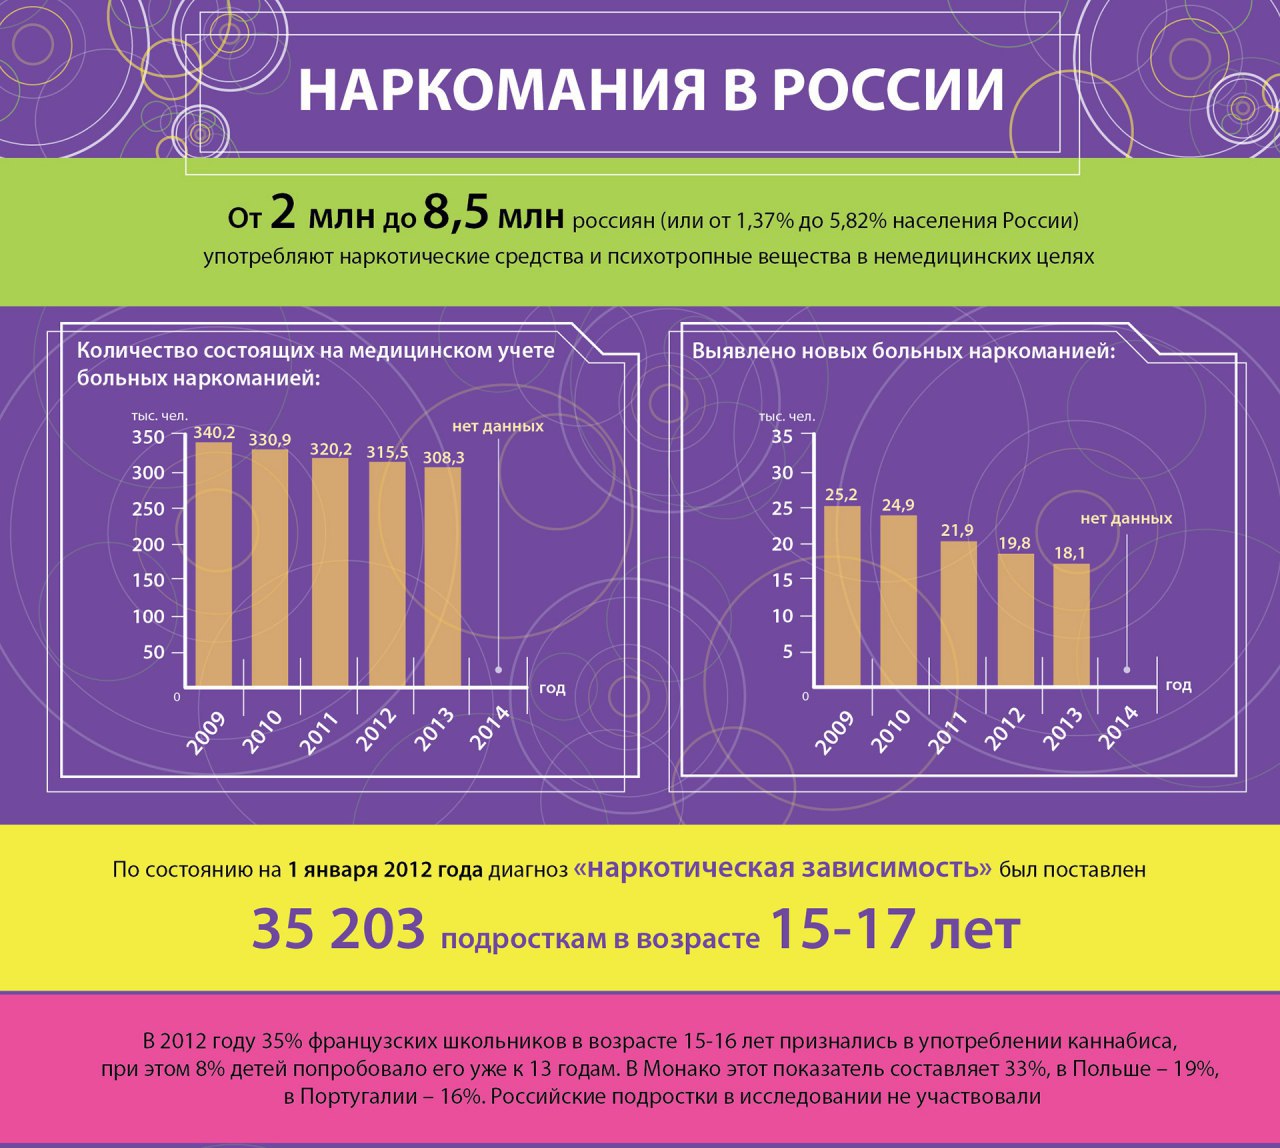 НАРКОМАНИЯ В РОССИИ
От 2 млн до 8,5 млн россиян (или от 1,37% до 5,82% населения России)
употребляют наркотические средства и психотропные вещества в немедицинских целях
Количество состоящих на медицинском учете
больных наркоманией:
тыс. чел.
350
300
250
200
150
100
50
0
340,2
330,9
320,2
315,5
308,3
нет данных
год
2009
2010
2011
2012
2013
2014
Выявлено новых больных наркоманией:
тыс. чел.
35
30
25
20
15
10
5
0
25,2
24,9
21,9
19,8
18,1
нет данных
год
2009
2010
2011
2012
2013
2014
По состоянию на 1 января 2012 года диагноз «наркотическая зависимость» был поставлен
35 203 подросткам в возрасте 15-17 лет
В 2012 году 35% французских школьников в возрасте 15-16 лет признались в употреблении каннабиса,
при этом 8% детей попробовало его уже к 13 годам. В Монако этот показатель составляет 33%, в Польше – 19%,
в Португалии – 16%. Российские подростки в исследовании не участвовали